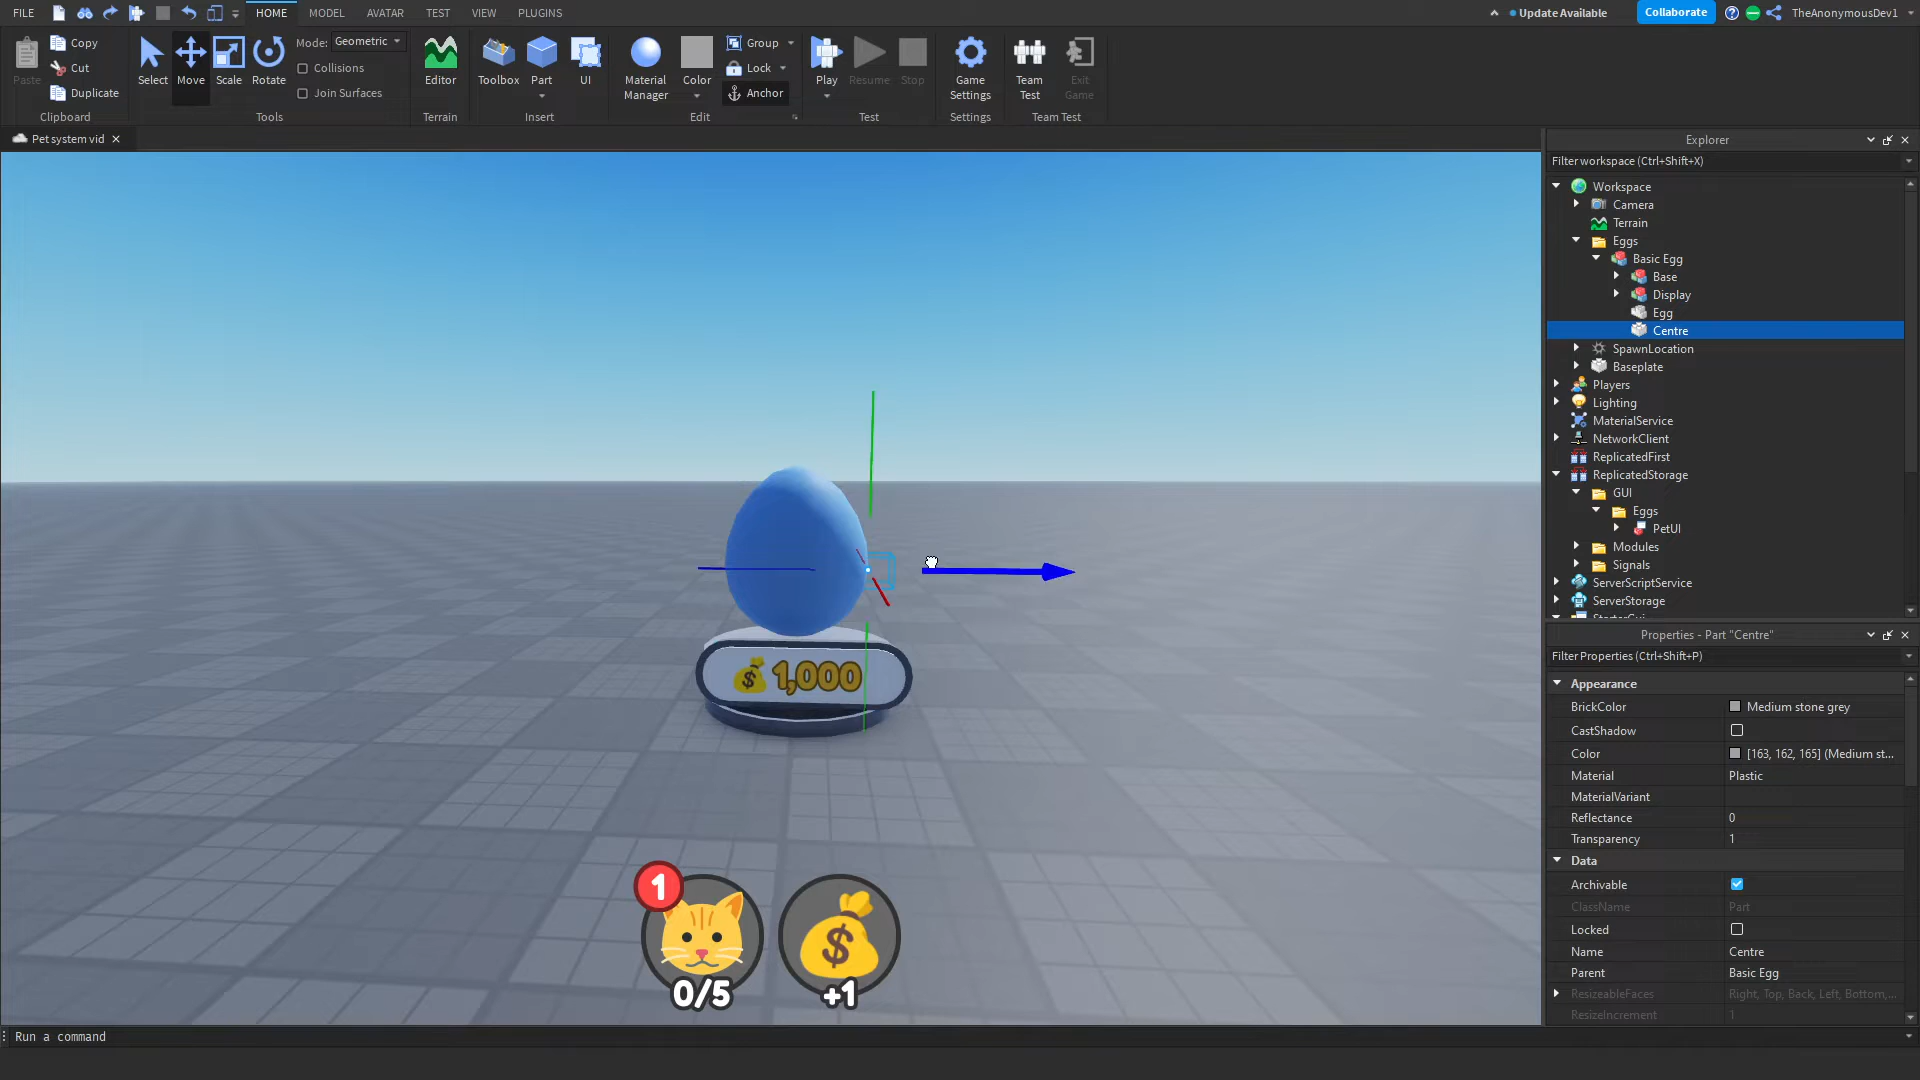 FILE
HOME
MODEL
AVATAR
TEST
VIEW
PLUGINS
Update Available
Collaborate
TheAnonymousDev1
Paste
Copy
Cut
Duplicate
Clipboard
Select
Move
Scale
Rotate
Mode: Geometric
Collisions
Join Surfaces
Tools
Editor
Terrain
Toolbox
Part
UI
Insert
Material Manager
Color
Group
Lock
Anchor
Edit
Play
Resume
Stop
Test
Game Settings
Settings
Team Test
Exit Game
Team Test
Pet system vid
$ 1,000
1
0/5
$
+1
Explorer
Filter workspace (Ctrl+Shift+X)
Workspace
Camera
Terrain
Eggs
Basic Egg
Base
Display
Egg
Centre
SpawnLocation
Baseplate
Players
Lighting
MaterialService
NetworkClient
ReplicatedFirst
ReplicatedStorage
GUI
Eggs
PetUI
Modules
Signals
ServerScriptService
ServerStorage
Properties - Part "Centre"
Filter Properties (Ctrl+Shift+P)
Appearance
BrickColor Medium stone grey
CastShadow
Color [163, 162, 165] (Medium st...
Material Plastic
MaterialVariant
Reflectance 0
Transparency 1
Data
Archivable
ClassName Part
Locked
Name Centre
Parent Basic Egg
ResizeableFaces Right, Top, Back, Left, Bottom,...
ResizeIncrement 1
Run a command